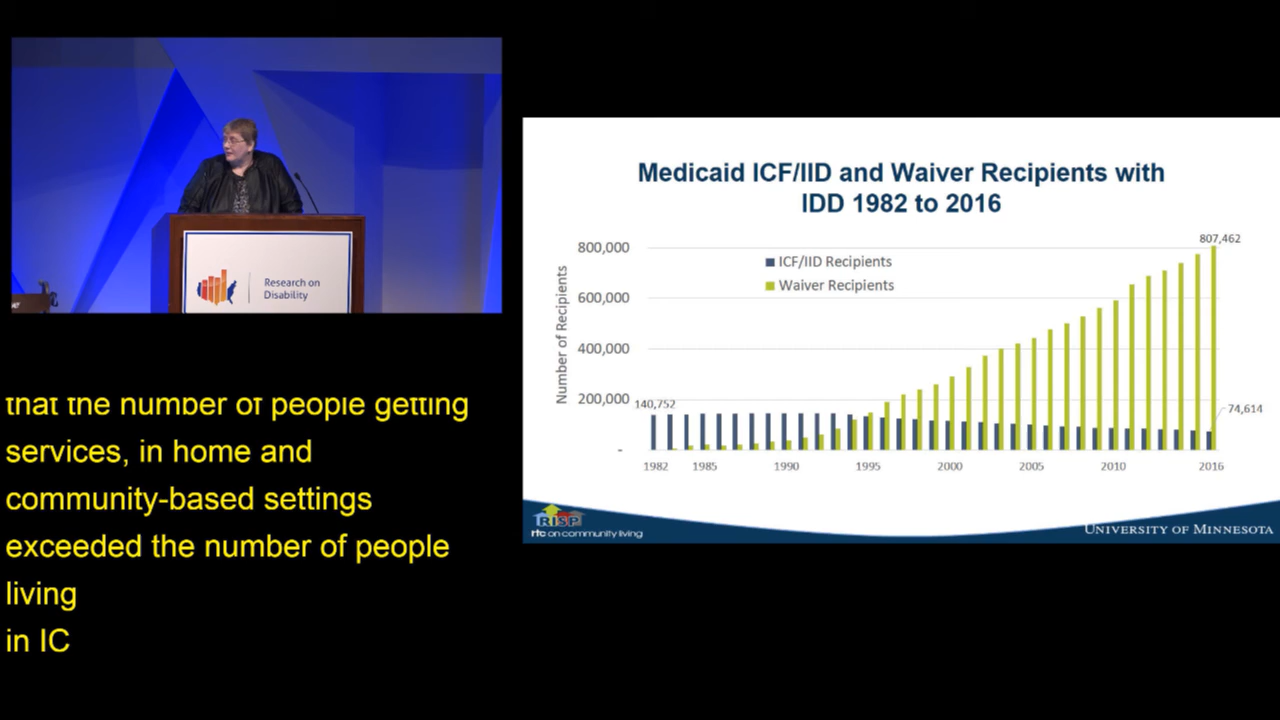 Research on
Disability
that the number of people getting
services, in home and
community-based settings
exceeded the number of people
living
in IC
Medicaid ICF/IID and Waiver Recipients with
IDD 1982 to 2016
807,462
800,000
ICF/IID Recipients
Waiver Recipients
600,000
Number of Recipients
400,000
200,000
140,752
74,614
-
1982 1985 1990 1995 2000 2005 2010 2016
RISP
rtc on community living
UNIVERSITY OF MINNESOTA